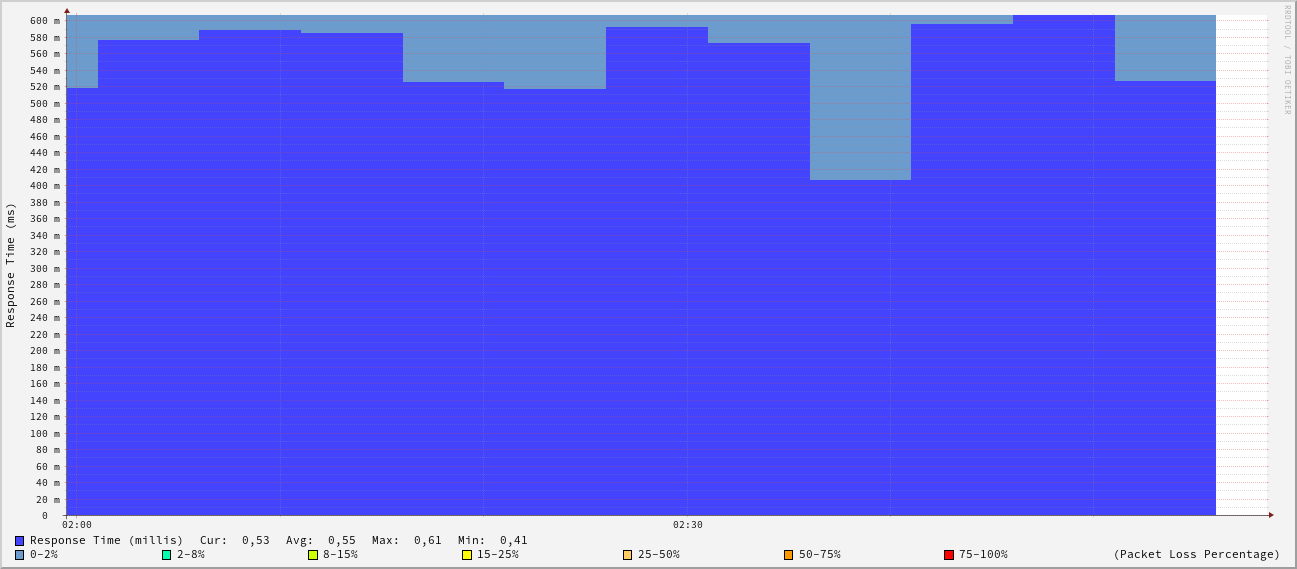 RRDTOOL / TOBI OETIKER
Response Time (ms)
600 m
580 m
560 m
540 m
520 m
500 m
480 m
460 m
440 m
420 m
400 m
380 m
360 m
340 m
320 m
300 m
280 m
260 m
240 m
220 m
200 m
180 m
160 m
140 m
120 m
100 m
80 m
60 m
40 m
20 m
0
02:00 02:30
Response Time (millis) Cur: 0,53 Avg: 0,55 Max: 0,61 Min: 0,41
0-2% 2-8% 8-15% 15-25% 25-50% 50-75% 75-100% (Packet Loss Percentage)